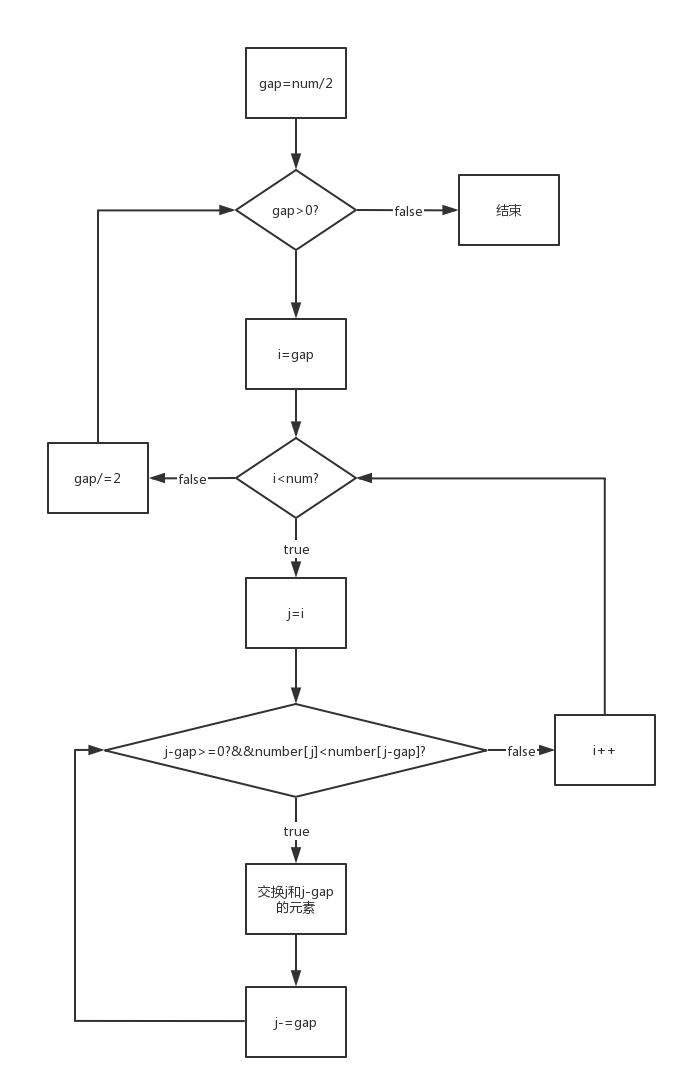 gap=num/2
gap>0?
false
结束
i=gap
gap/=2
false
i<num?
true
j=i
j-gap>=0?&&number[j]<number[j-gap]?
false
i++
true
交换j和j-gap
的元素
j-=gap